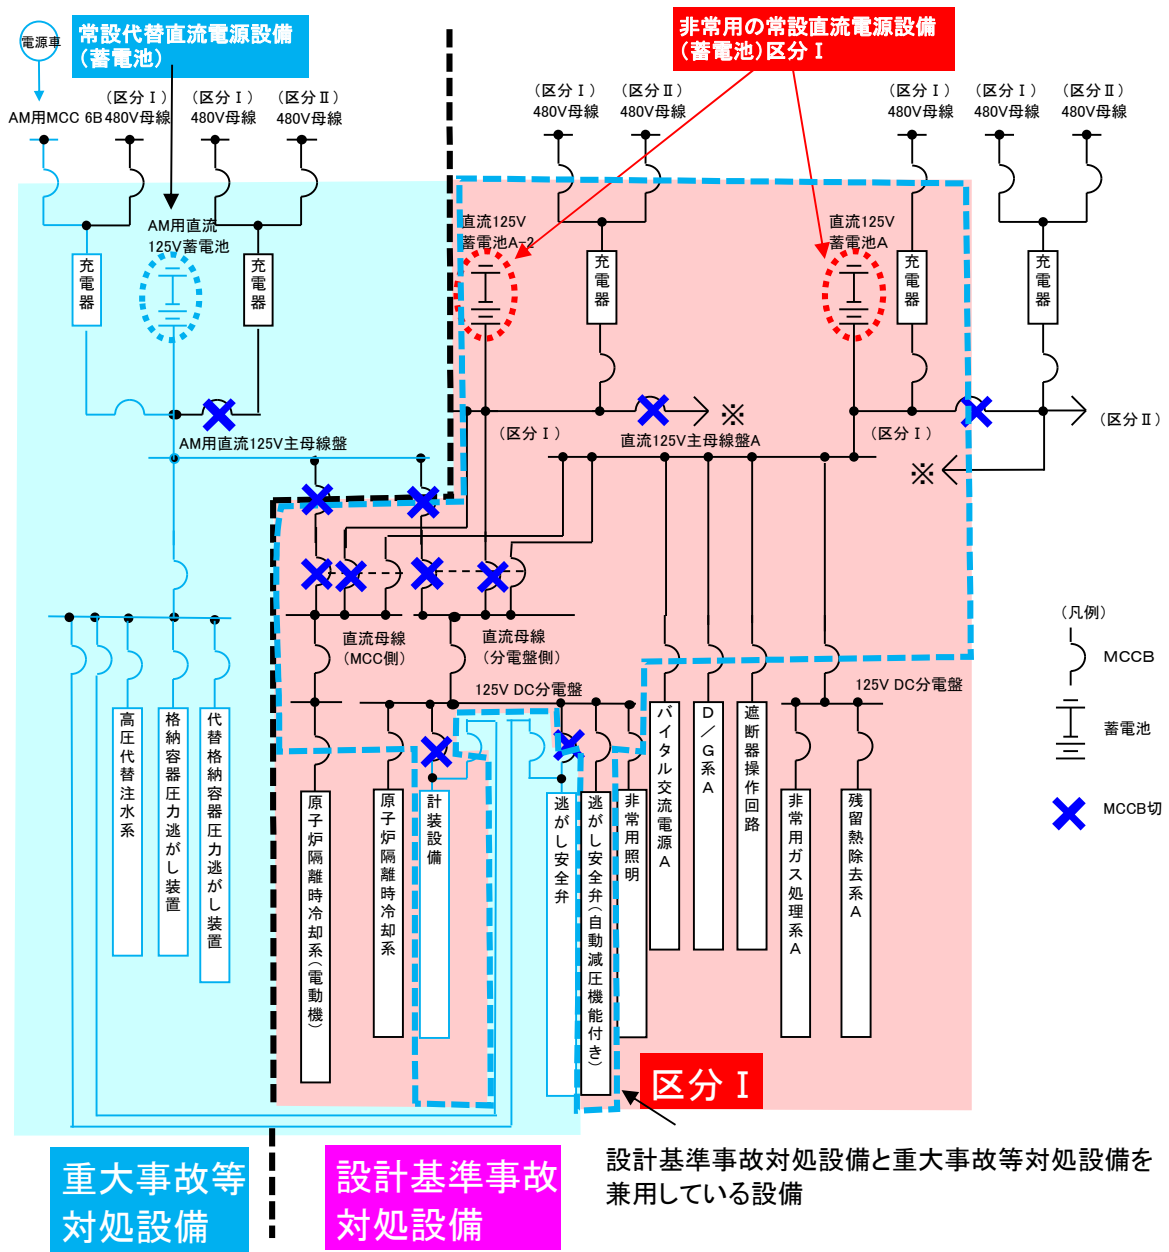 電源車
常設代替直流電源設備
(蓄電池)
非常用の常設直流電源設備
(蓄電池)区分Ⅰ
AM用MCC 6B
(区分Ⅰ)
480V母線
(区分Ⅰ)
480V母線
(区分Ⅱ)
480V母線
(区分Ⅰ)
480V母線
(区分Ⅱ)
480V母線
(区分Ⅰ)
480V母線
(区分Ⅰ)
480V母線
(区分Ⅱ)
480V母線
AM用直流
125V蓄電池
直流125V
蓄電池A-2
直流125V
蓄電池A
充電器
充電器
充電器
充電器
充電器
※
(区分Ⅰ)
(区分Ⅰ)
(区分Ⅱ)
AM用直流125V主母線盤
直流125V主母線盤A
※
直流母線
(MCC側)
直流母線
(分電盤側)
125V DC分電盤
125V DC分電盤
(凡例)
MCCB
蓄電池
MCCB切
高圧代替注水系
格納容器圧力逃がし装置
代替格納容器圧力逃がし装置
原子炉隔離時冷却系(電動機)
原子炉隔離時冷却系
計装設備
逃がし安全弁
逃がし安全弁(自動減圧機能付き)
非常用照明
バイタル交流電源A
D/G系A
遮断器操作回路
非常用ガス処理系A
残留熱除去系A
区分Ⅰ
重大事故等
対処設備
設計基準事故
対処設備
設計基準事故対処設備と重大事故等対処設備を
兼用している設備